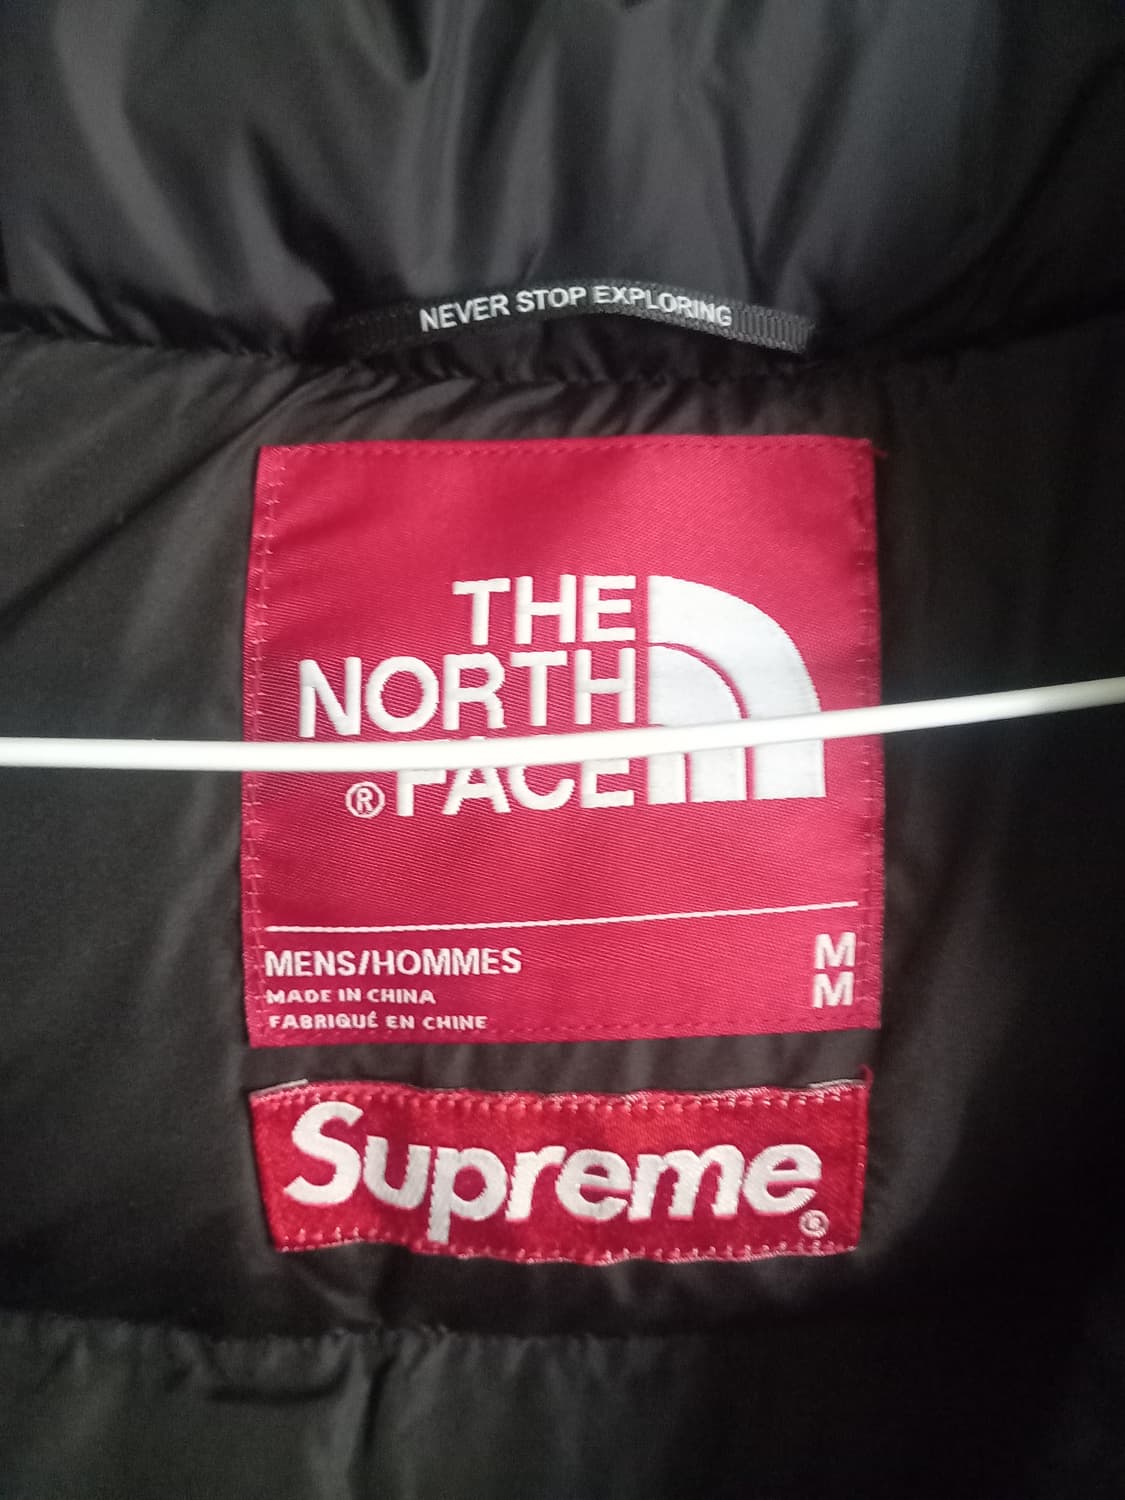 NEVER STOP EXPLORING
THE
NORTH
® FACE
MENS/HOMMES M
MADE IN CHINA M
FABRIQUÉ EN CHINE
Supreme ®